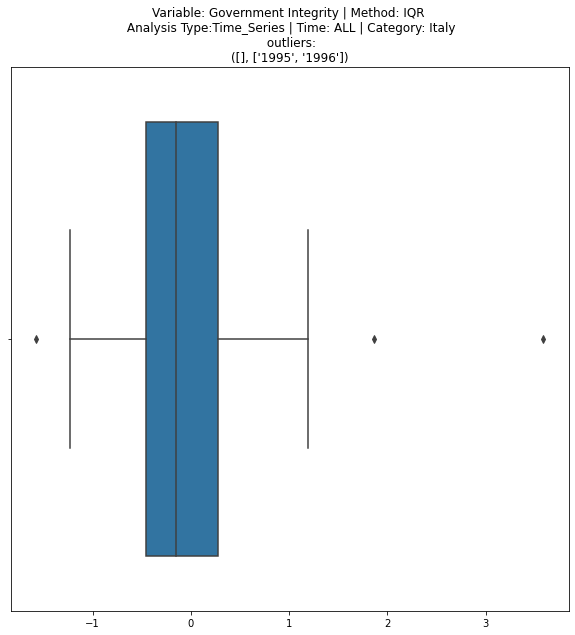 Variable: Government Integrity | Method: IQR
Analysis Type:Time_Series | Time: ALL | Category: Italy
outliers:
([], ['1995', '1996'])
−1 0 1 2 3